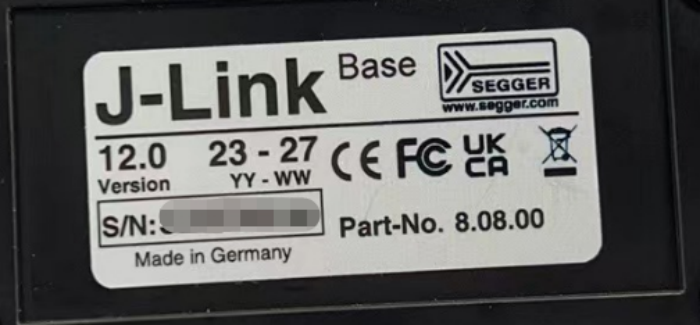 J-Link Base
SEGGER
www.segger.com
12.0 23 - 27
Version YY - WW
CE FC UK
CA
S/N:
Part-No. 8.08.00
Made in Germany